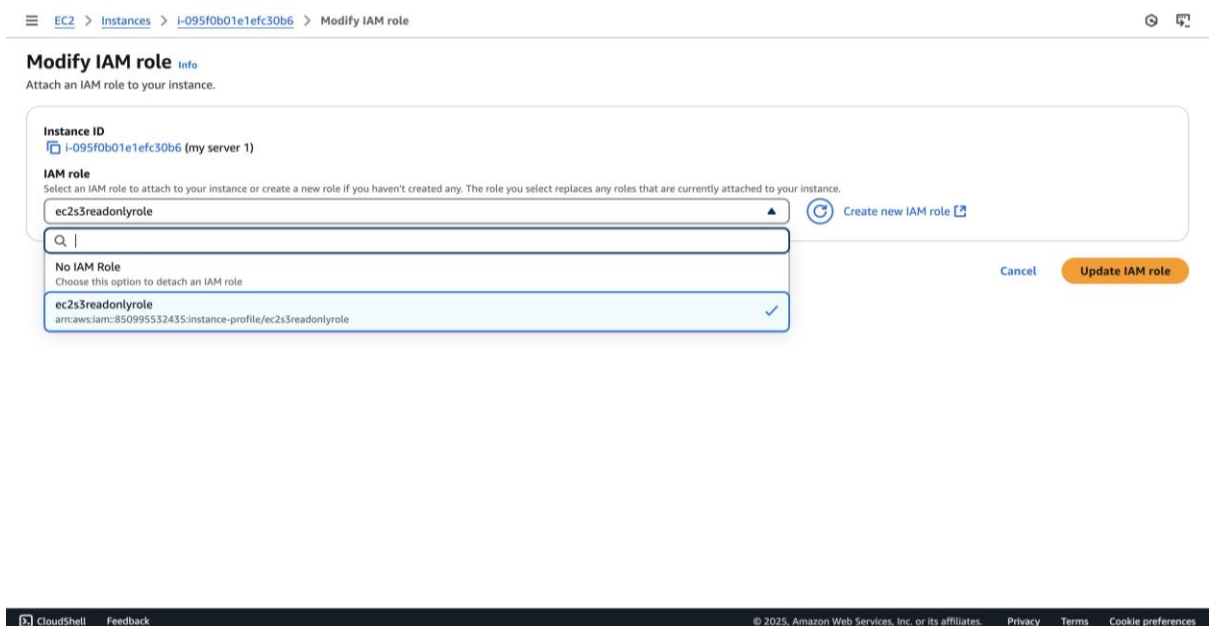 EC2 > Instances > i-095f0b01e1efc30b6 > Modify IAM role
Modify IAM role Info
Attach an IAM role to your instance.
Instance ID
i-095f0b01e1efc30b6 (my server 1)
IAM role
Select an IAM role to attach to your instance or create a new role if you haven't created any. The role you select replaces any roles that are currently attached to your instance.
ec2s3readonlyrole
Create new IAM role
No IAM Role
Choose this option to detach an IAM role
Cancel
Update IAM role
ec2s3readonlyrole
arn:aws:iam::850995532435:instance-profile/ec2s3readonlyrole
CloudShell Feedback © 2025, Amazon Web Services, Inc. or its affiliates. Privacy Terms Cookie preferences